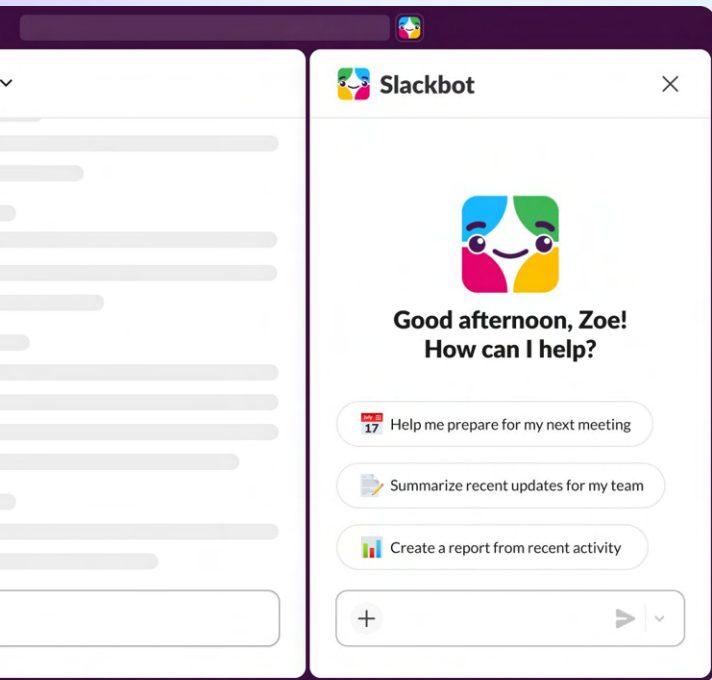 Slackbot
Good afternoon, Zoe!
How can I help?
17
Help me prepare for my next meeting
Summarize recent updates for my team
Create a report from recent activity